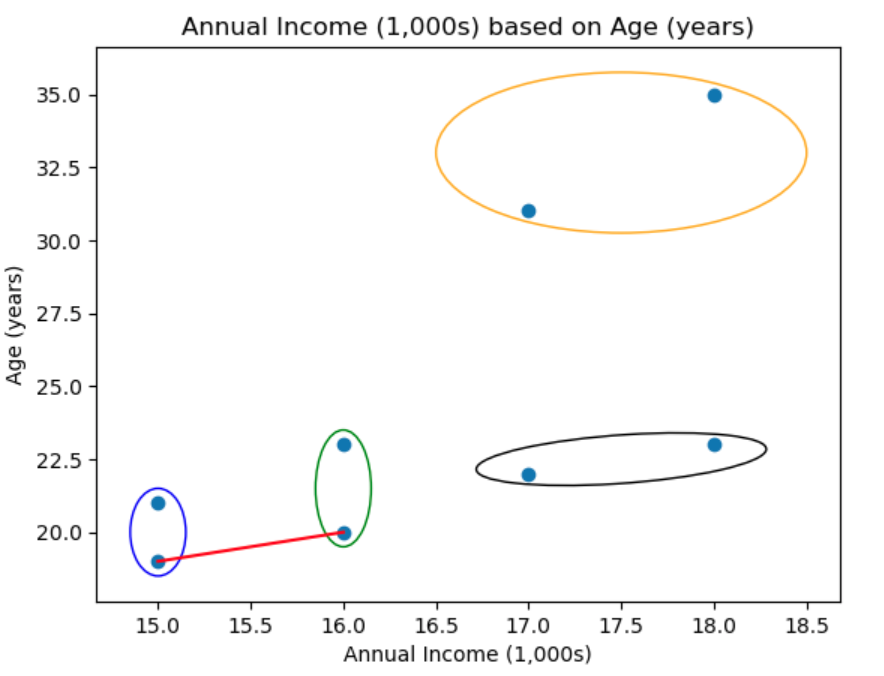 Annual Income (1,000s) based on Age (years)
35.0
32.5
30.0
27.5
25.0
22.5
20.0
Age (years)
15.0 15.5 16.0 16.5 17.0 17.5 18.0 18.5
Annual Income (1,000s)